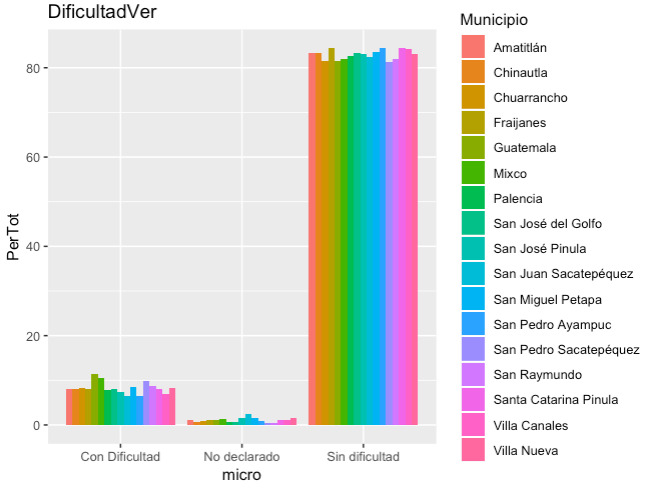 DificultadVer
PerTot
80
60
40
20
0
Con Dificultad
No declarado
Sin dificultad
micro
Municipio
Amatitlán
Chinautla
Chuarrancho
Fraijanes
Guatemala
Mixco
Palencia
San José del Golfo
San José Pinula
San Juan Sacatepéquez
San Miguel Petapa
San Pedro Ayampuc
San Pedro Sacatepéquez
San Raymundo
Santa Catarina Pinula
Villa Canales
Villa Nueva